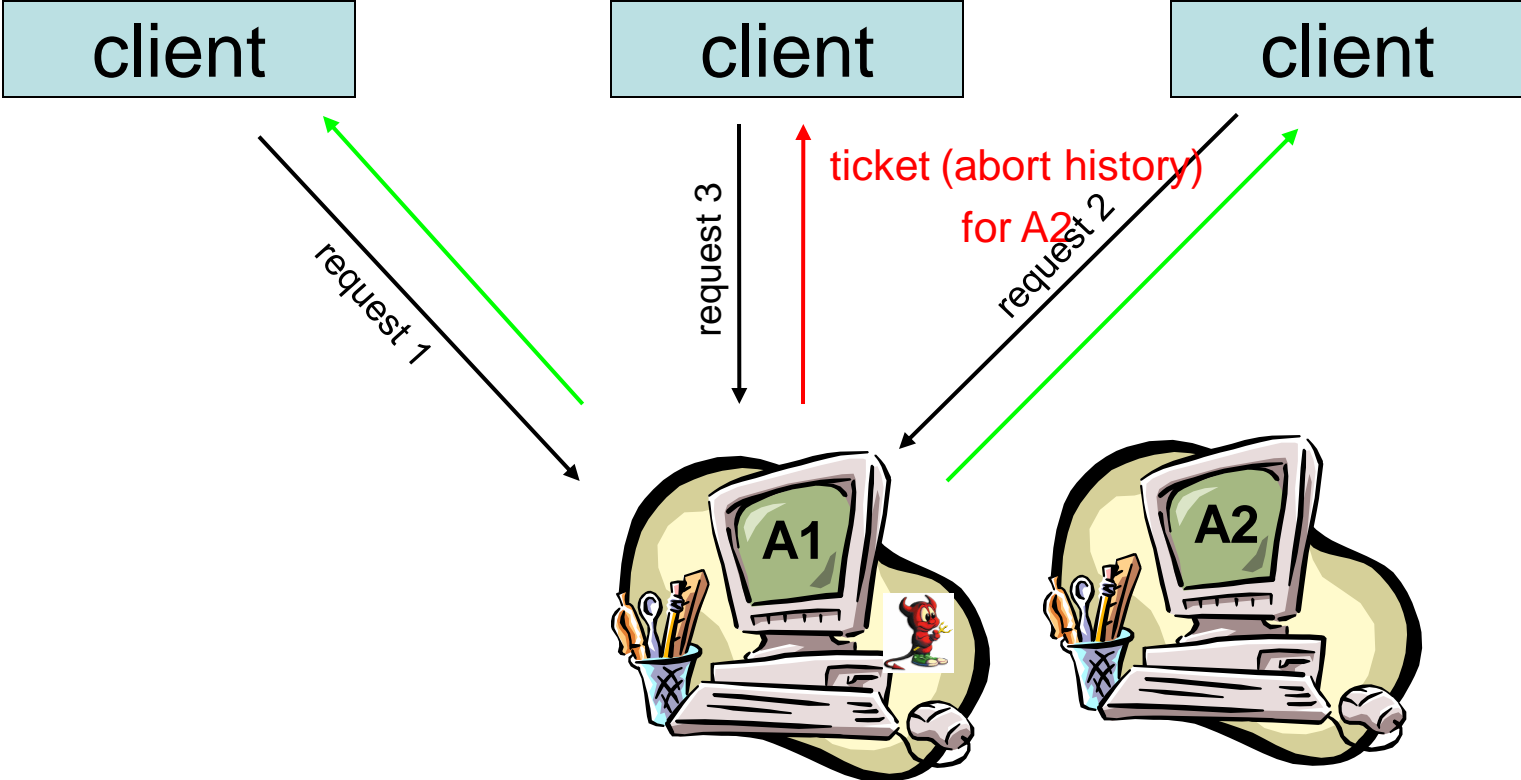 client
client
client
ticket (abort history)
for A2
request 3
request 2
request 1
A1
A2